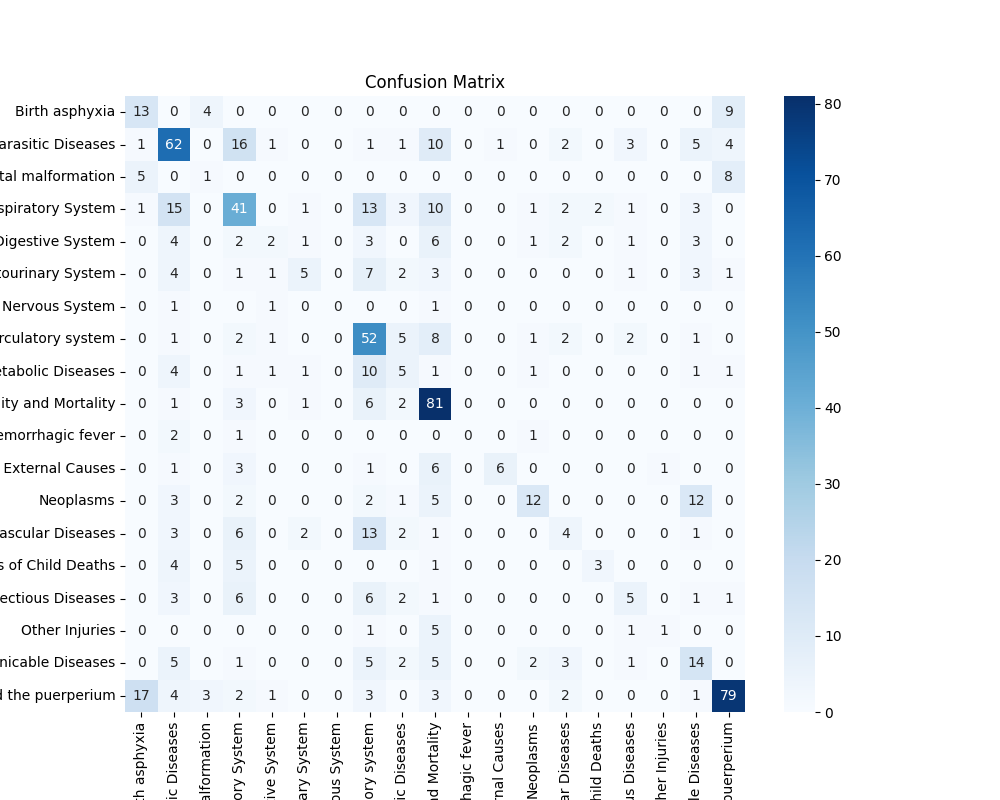 Confusion Matrix
Birth asphyxia 13 0 4 0 0 0 0 0 0 0 0 0 0 0 0 0 0 0 9
arasitic Diseases 1 62 0 16 1 0 0 1 1 10 0 1 0 2 0 3 0 5 4
tal malformation 5 0 1 0 0 0 0 0 0 0 0 0 0 0 0 0 0 0 8
spiratory System 1 15 0 41 0 1 0 13 3 10 0 0 1 2 2 1 0 3 0
Digestive System 0 4 0 2 2 1 0 3 0 6 0 0 1 2 0 1 0 3 0
tourinary System 0 4 0 1 1 5 0 7 2 3 0 0 0 0 0 1 0 3 1
Nervous System 0 1 0 0 1 0 0 0 0 1 0 0 0 0 0 0 0 0 0
rculatory system 0 1 0 2 1 0 0 52 5 8 0 0 1 2 0 2 0 1 0
etabolic Diseases 0 4 0 1 1 1 0 10 5 1 0 0 1 0 0 0 0 1 1
ity and Mortality 0 1 0 3 0 1 0 6 2 81 0 0 0 0 0 0 0 0 0
emorrhagic fever 0 2 0 1 0 0 0 0 0 0 0 0 1 0 0 0 0 0 0
External Causes 0 1 0 3 0 0 0 1 0 6 0 6 0 0 0 0 1 0 0
Neoplasms 0 3 0 2 0 0 0 2 1 5 0 0 12 0 0 0 0 12 0
ascular Diseases 0 3 0 6 0 2 0 13 2 1 0 0 0 4 0 0 0 1 0
s of Child Deaths 0 4 0 5 0 0 0 0 0 1 0 0 0 0 3 0 0 0 0
ectious Diseases 0 3 0 6 0 0 0 6 2 1 0 0 0 0 0 5 0 1 1
Other Injuries 0 0 0 0 0 0 0 1 0 5 0 0 0 0 0 1 1 0 0
nicable Diseases 0 5 0 1 0 0 0 5 2 5 0 0 2 3 0 1 0 14 0
d the puerperium 17 4 3 2 1 0 0 3 0 3 0 0 0 2 0 0 0 1 79
th asphyxia
ic Diseases
alformation
ory System
tive System
ary System
ous System
ory system
ic Diseases
nd Mortality
hagic fever
rnal Causes
Neoplasms
ar Diseases
hild Deaths
us Diseases
her Injuries
le Diseases
puerperium
80
70
60
50
40
30
20
10
0